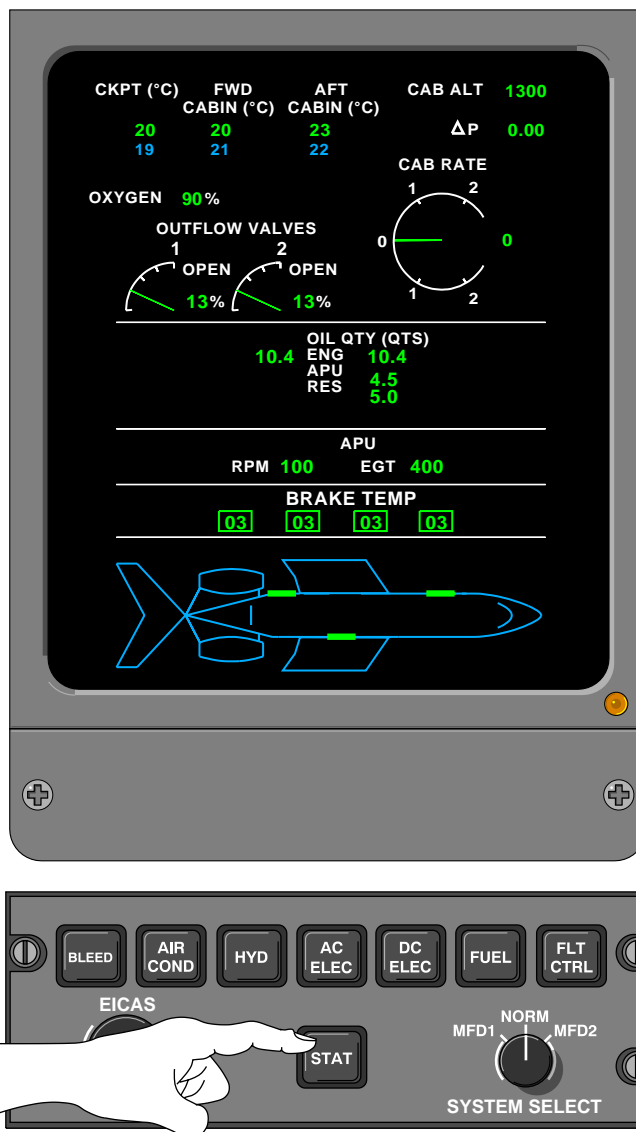 CKPT (°C) FWD CABIN (°C) AFT CABIN (°C) CAB ALT 1300
20 20 23 ΔP 0.00
19 21 22
CAB RATE
1 2
0 0
1 2
OXYGEN 90%
OUTFLOW VALVES
1 2
OPEN OPEN
13% 13%
OIL QTY (QTS)
10.4 ENG 10.4
APU 4.5
RES 5.0
APU
RPM 100 EGT 400
BRAKE TEMP
03 03 03 03
BLEED AIR COND HYD AC ELEC DC ELEC FUEL FLT CTRL
EICAS
STAT
NORM
MFD1 MFD2
SYSTEM SELECT